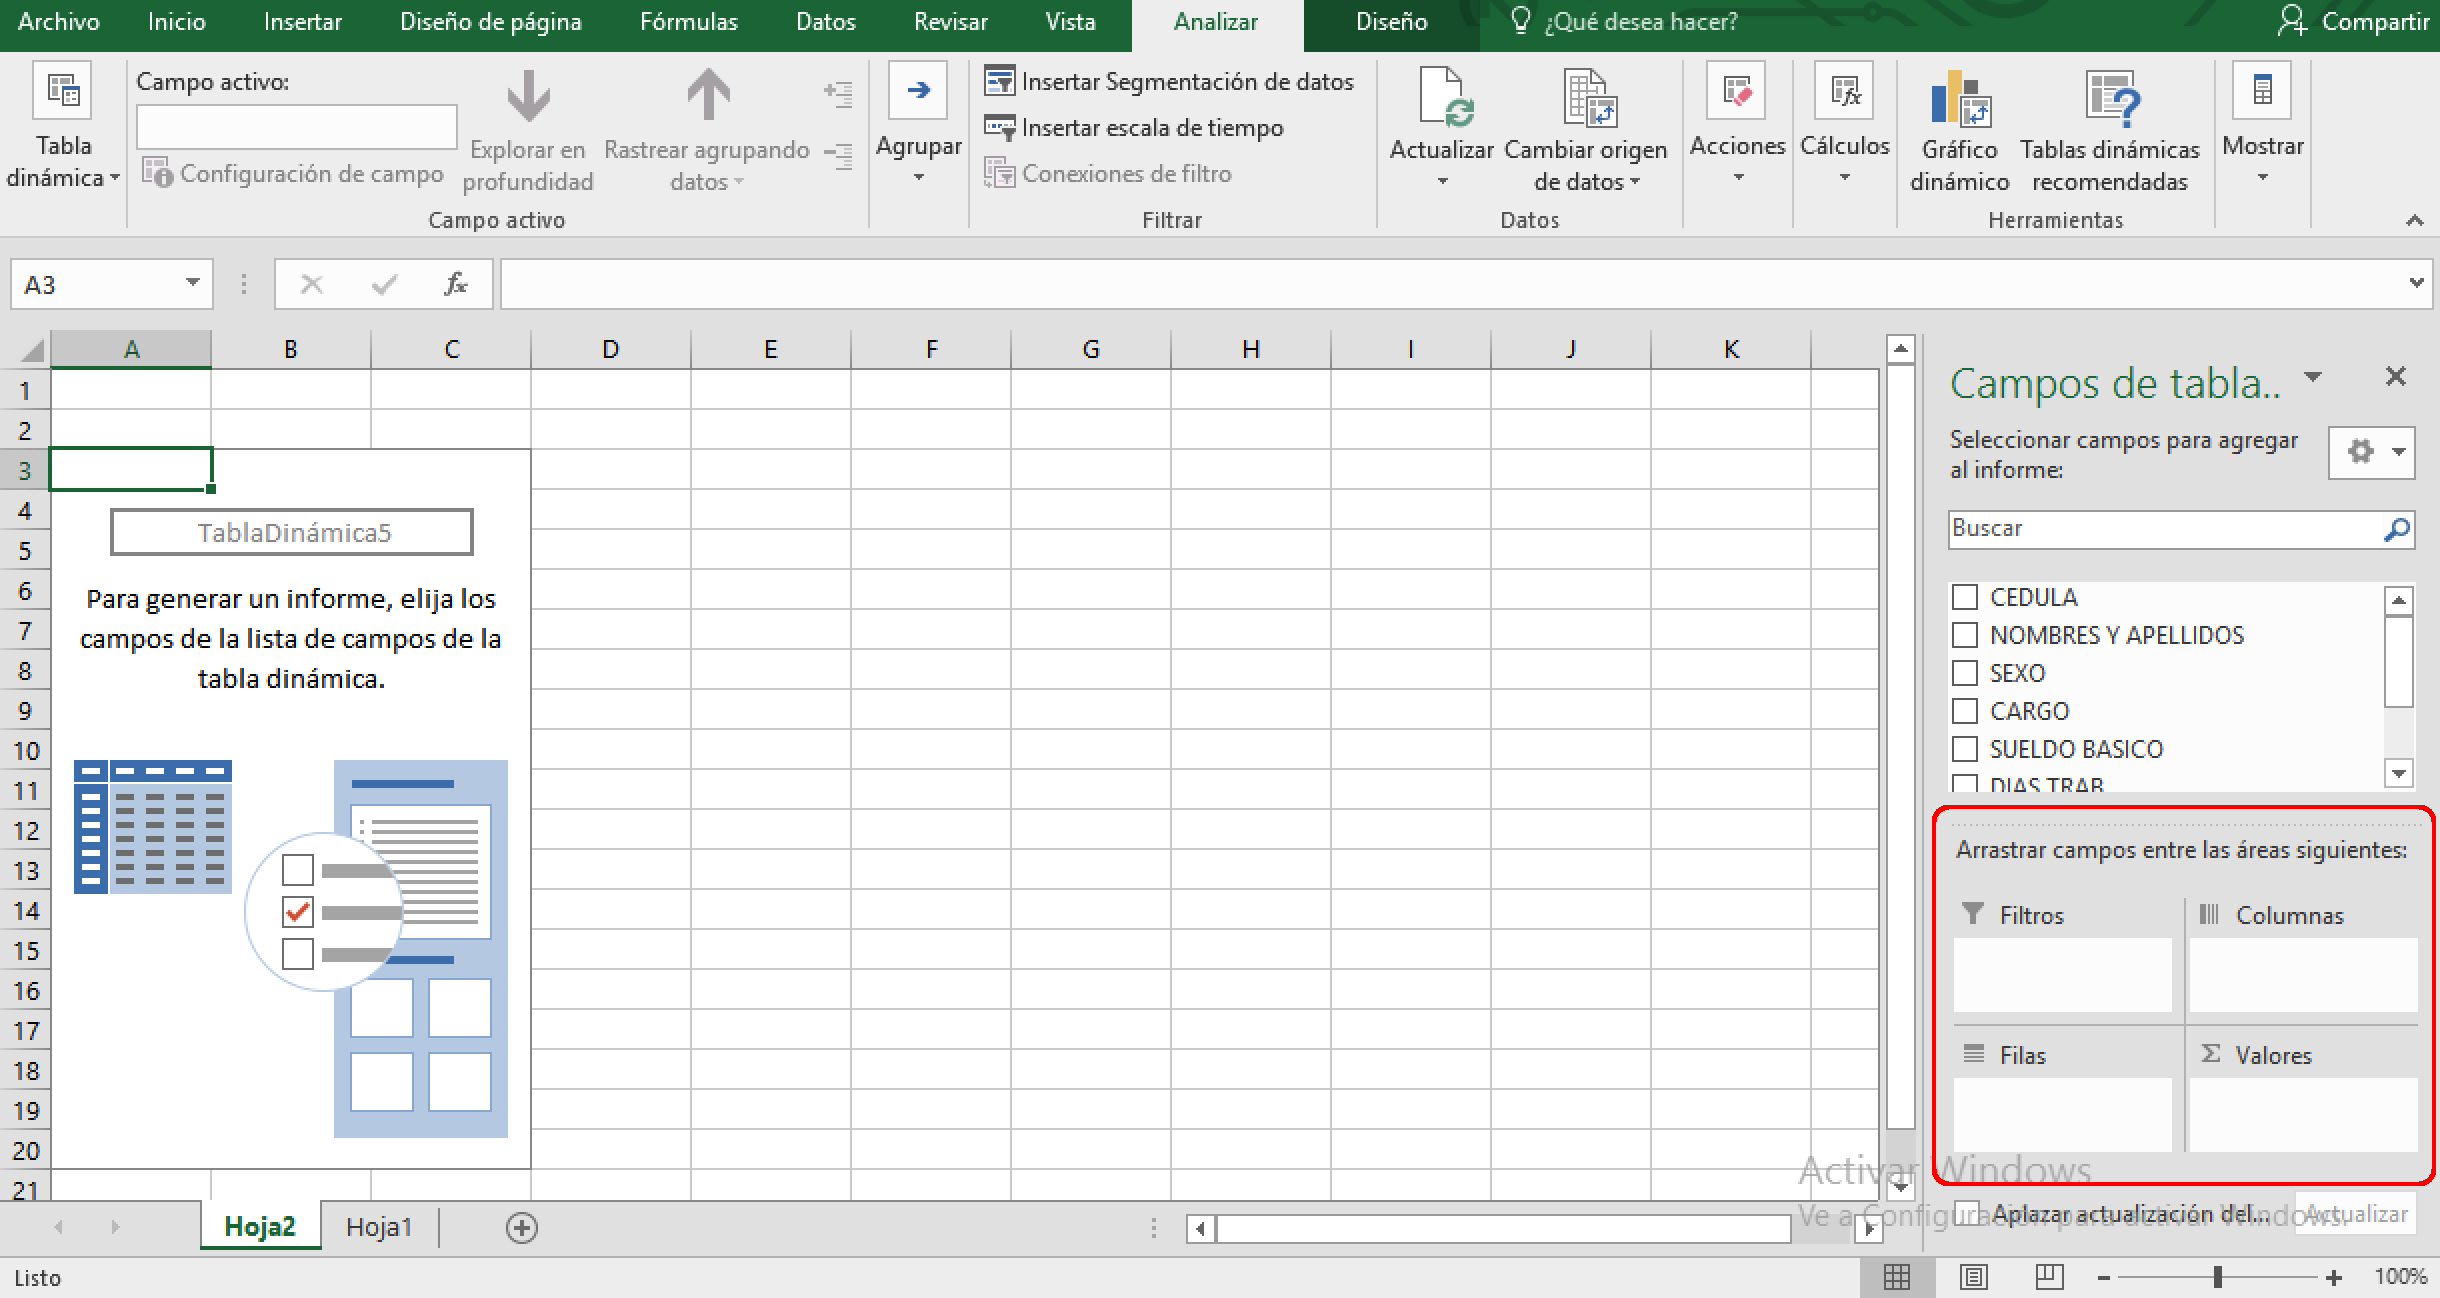 Archivo Inicio Insertar Diseño de página Fórmulas Datos Revisar Vista Analizar Diseño ¿Qué desea hacer? Compartir
Tabla dinámica
Campo activo:
Configuración de campo
Explorar en profundidad
Rastrear agrupando datos
Campo activo
Agrupar
Insertar Segmentación de datos
Insertar escala de tiempo
Conexiones de filtro
Filtrar
Actualizar
Cambiar origen de datos
Datos
Acciones
Cálculos
Gráfico dinámico
Tablas dinámicas recomendadas
Herramientas
Mostrar
A3 fx
A B C D E F G H I J K
1
2
3
4
5
6
7
8
9
10
11
12
13
14
15
16
17
18
19
20
21
TablaDinámica5
Para generar un informe, elija los
campos de la lista de campos de la
tabla dinámica.
Campos de tabla..
Seleccionar campos para agregar
al informe:
Buscar
CEDULA
NOMBRES Y APELLIDOS
SEXO
CARGO
SUELDO BASICO
DIAS TRAB
Arrastrar campos entre las áreas siguientes:
Filtros
Columnas
Filas
Σ Valores
Activar Windows
Ve a Configuración para activar Windows.
Aplazar actualización del... Actualizar
Hoja2 Hoja1
Listo 100%